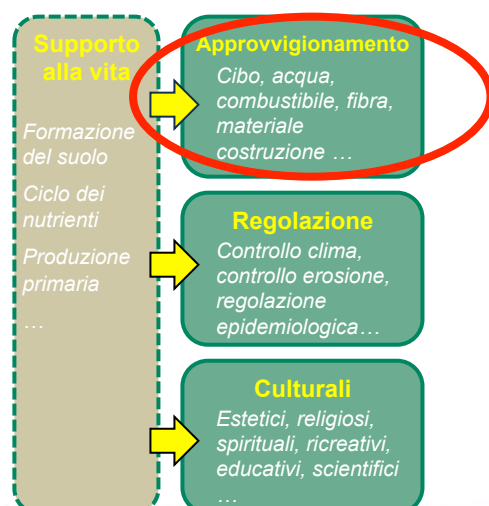 Supporto
alla vita
Formazione
del suolo
Ciclo dei
nutrienti
Produzione
primaria
…
Approvvigionamento
Cibo, acqua,
combustibile, fibra,
materiale
costruzione …
Regolazione
Controllo clima,
controllo erosione,
regolazione
epidemiologica…
Culturali
Estetici, religiosi,
spirituali, ricreativi,
educativi, scientifici
…